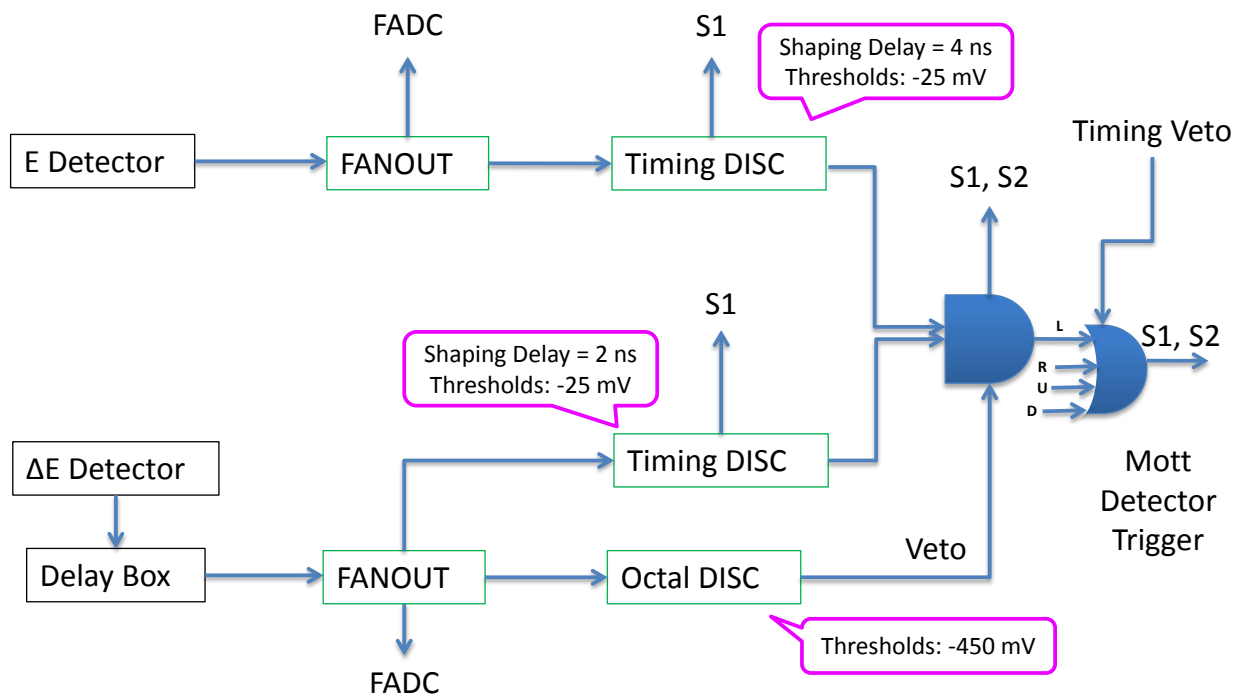 FADC
S1
Shaping Delay = 4 ns
Thresholds: -25 mV
Timing Veto
E Detector
FANOUT
Timing DISC
S1, S2
S1
Shaping Delay = 2 ns
Thresholds: -25 mV
L
R
U
D
S1, S2
ΔE Detector
Timing DISC
Mott
Detector
Trigger
Delay Box
FANOUT
Octal DISC
Veto
Thresholds: -450 mV
FADC